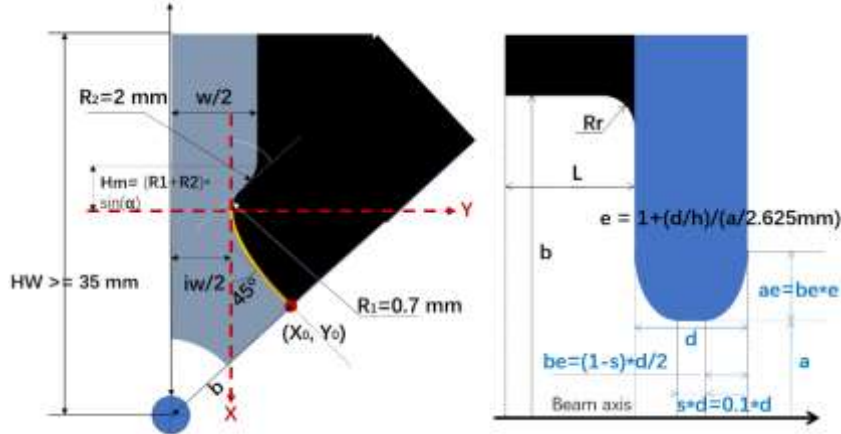 R₂=2 mm
w/2
Hm= (R1+R2)*
sin(α)
Y
HW >= 35 mm
iw/2
45°
R₁=0.7 mm
(X₀, Y₀)
b
X
Rr
L
e = 1+(d/h)/(a/2.625mm)
b
ae=be*e
d
be=(1-s)*d/2
a
Beam axis
s*d=0.1*d